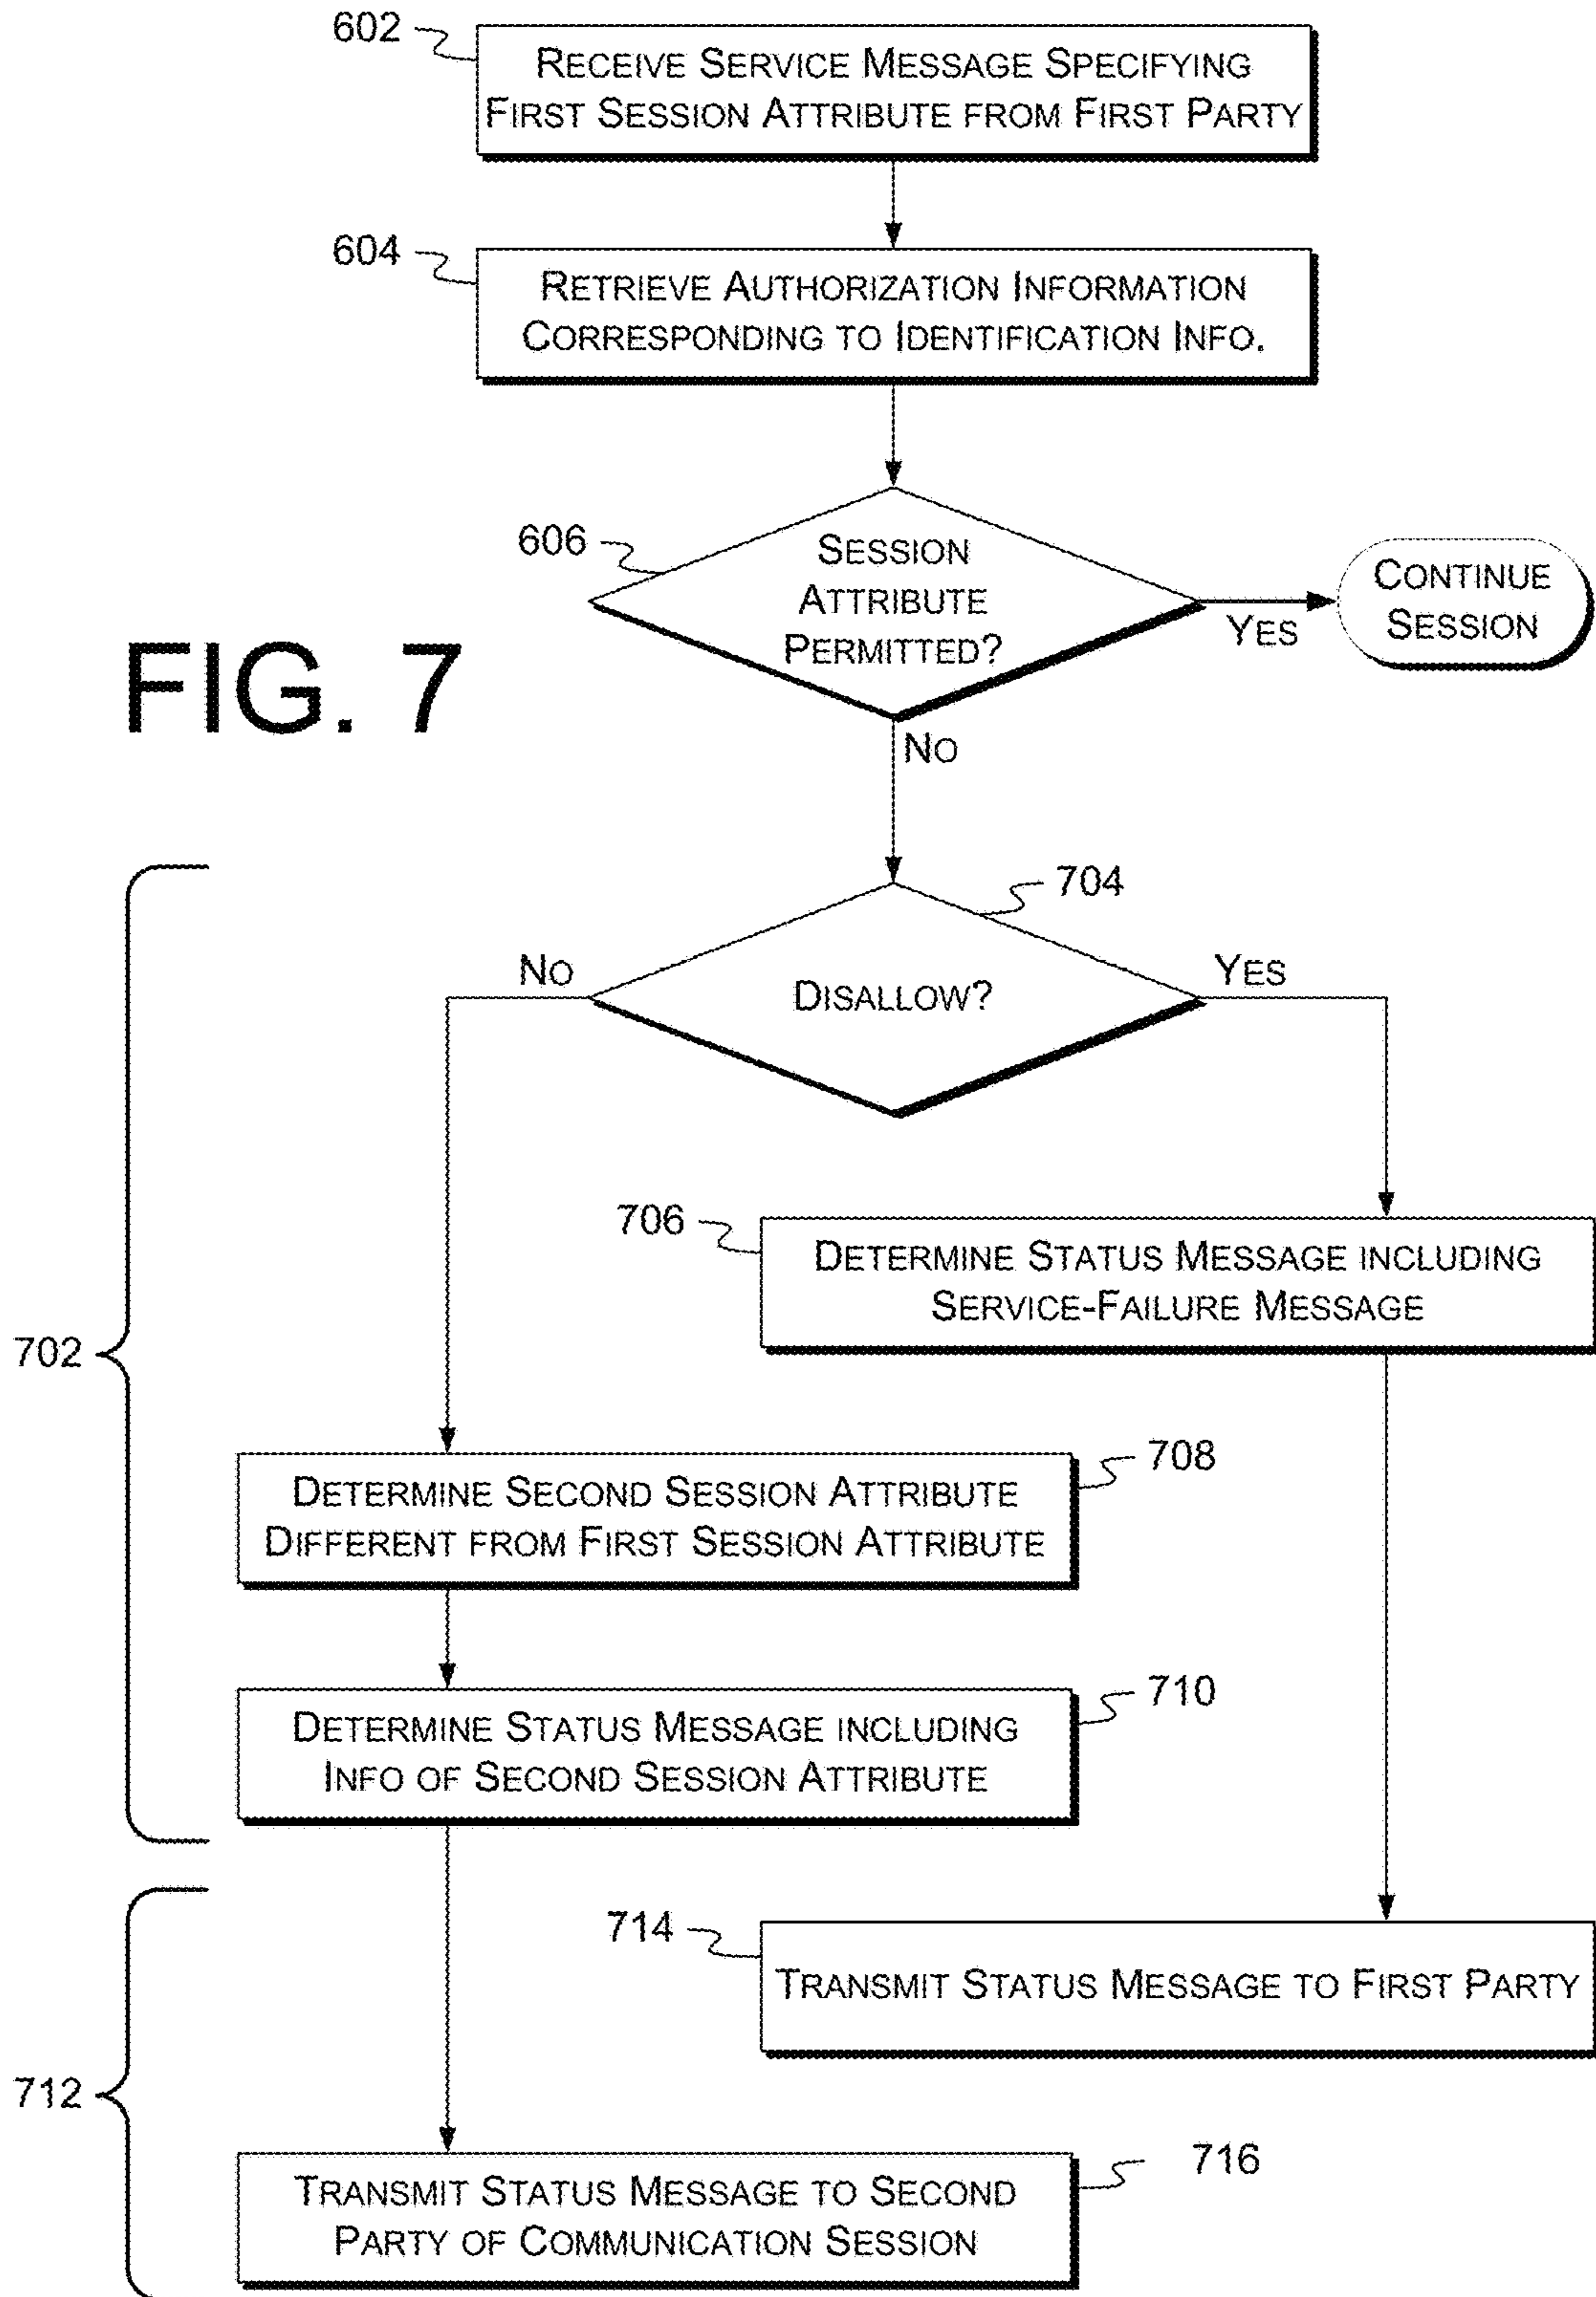 602
RECEIVE SERVICE MESSAGE SPECIFYING
FIRST SESSION ATTRIBUTE FROM FIRST PARTY
604
RETRIEVE AUTHORIZATION INFORMATION
CORRESPONDING TO IDENTIFICATION INFO.
606
SESSION
ATTRIBUTE
PERMITTED?
YES
CONTINUE
SESSION
FIG. 7
NO
704
NO
DISALLOW?
YES
706
DETERMINE STATUS MESSAGE INCLUDING
SERVICE-FAILURE MESSAGE
702
708
DETERMINE SECOND SESSION ATTRIBUTE
DIFFERENT FROM FIRST SESSION ATTRIBUTE
710
DETERMINE STATUS MESSAGE INCLUDING
INFO OF SECOND SESSION ATTRIBUTE
714
TRANSMIT STATUS MESSAGE TO FIRST PARTY
712
716
TRANSMIT STATUS MESSAGE TO SECOND
PARTY OF COMMUNICATION SESSION